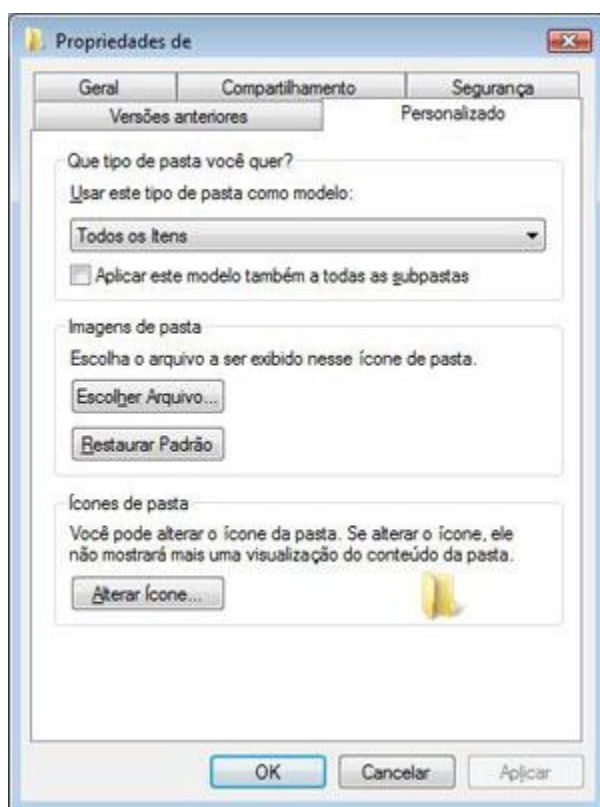 Propriedades de
Geral
Compartilhamento
Segurança
Versões anteriores
Personalizado
Que tipo de pasta você quer?
Usar este tipo de pasta como modelo:
Todos os Itens
Aplicar este modelo também a todas as subpastas
Imagens de pasta
Escolha o arquivo a ser exibido nesse ícone de pasta.
Escolher Arquivo...
Restaurar Padrão
Ícones de pasta
Você pode alterar o ícone da pasta. Se alterar o ícone, ele
não mostrará mais uma visualização do conteúdo da pasta.
Alterar Ícone...
OK
Cancelar
Aplicar